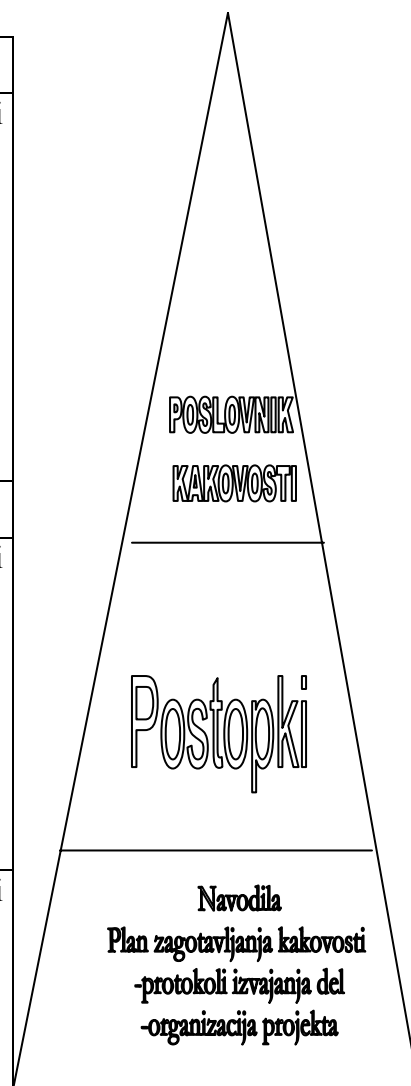 POSLOVNIK
KAKOVOSTI
Postopki
Navodila
Plan zagotavljanja kakovosti
-protokoli izvajanja del
-organizacija projekta